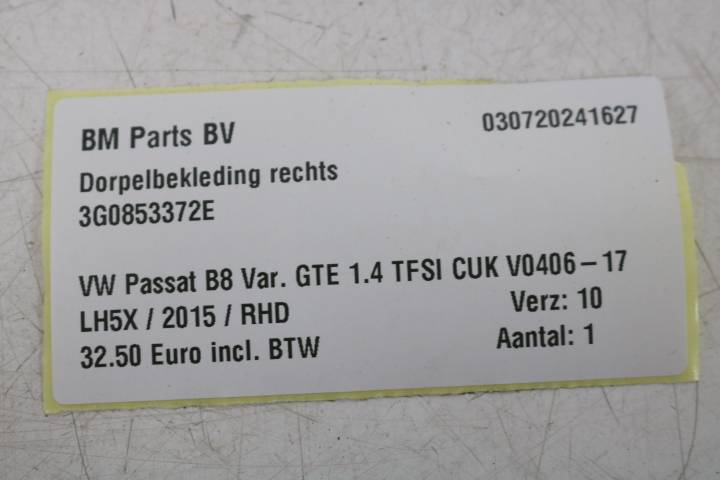 BM Parts BV 030720241627
Dorpelbekleding rechts
3G0853372E
VW Passat B8 Var. GTE 1.4 TFSI CUK V0406-17
LH5X / 2015 / RHD Verz: 10
32.50 Euro incl. BTW Aantal: 1